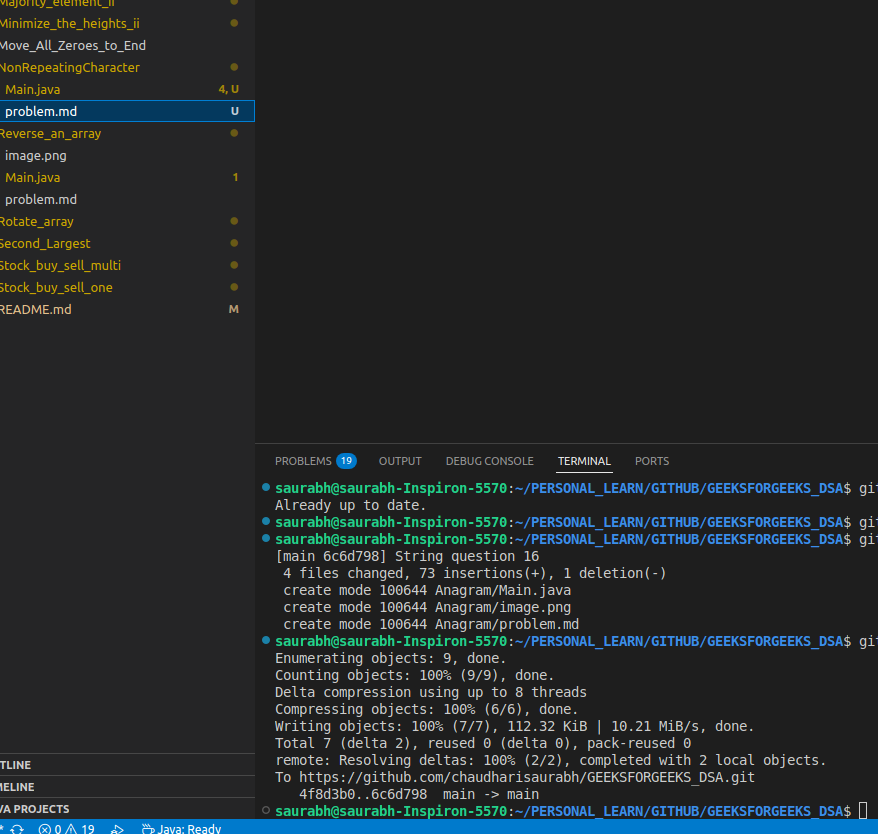 Majority_element_ii
Minimize_the_heights_ii
Move_All_Zeroes_to_End
NonRepeatingCharacter
Main.java 4, U
problem.md U
Reverse_an_array
image.png
Main.java 1
problem.md
Rotate_array
Second_Largest
Stock_buy_sell_multi
Stock_buy_sell_one
README.md M
TLINE
MELINE
VA PROJECTS
PROBLEMS 19 OUTPUT DEBUG CONSOLE TERMINAL PORTS
saurabh@saurabh-Inspiron-5570:~/PERSONAL_LEARN/GITHUB/GEEKSFORGEEKS_DSA$ git
Already up to date.
saurabh@saurabh-Inspiron-5570:~/PERSONAL_LEARN/GITHUB/GEEKSFORGEEKS_DSA$ git
saurabh@saurabh-Inspiron-5570:~/PERSONAL_LEARN/GITHUB/GEEKSFORGEEKS_DSA$ git
[main 6c6d798] String question 16
4 files changed, 73 insertions(+), 1 deletion(-)
create mode 100644 Anagram/Main.java
create mode 100644 Anagram/image.png
create mode 100644 Anagram/problem.md
saurabh@saurabh-Inspiron-5570:~/PERSONAL_LEARN/GITHUB/GEEKSFORGEEKS_DSA$ git
Enumerating objects: 9, done.
Counting objects: 100% (9/9), done.
Delta compression using up to 8 threads
Compressing objects: 100% (6/6), done.
Writing objects: 100% (7/7), 112.32 KiB | 10.21 MiB/s, done.
Total 7 (delta 2), reused 0 (delta 0), pack-reused 0
remote: Resolving deltas: 100% (2/2), completed with 2 local objects.
To https://github.com/chaudharisaurabh/GEEKSFORGEEKS_DSA.git
4f8d3b0..6c6d798  main -> main
saurabh@saurabh-Inspiron-5570:~/PERSONAL_LEARN/GITHUB/GEEKSFORGEEKS_DSA$
0 19 Java: Ready